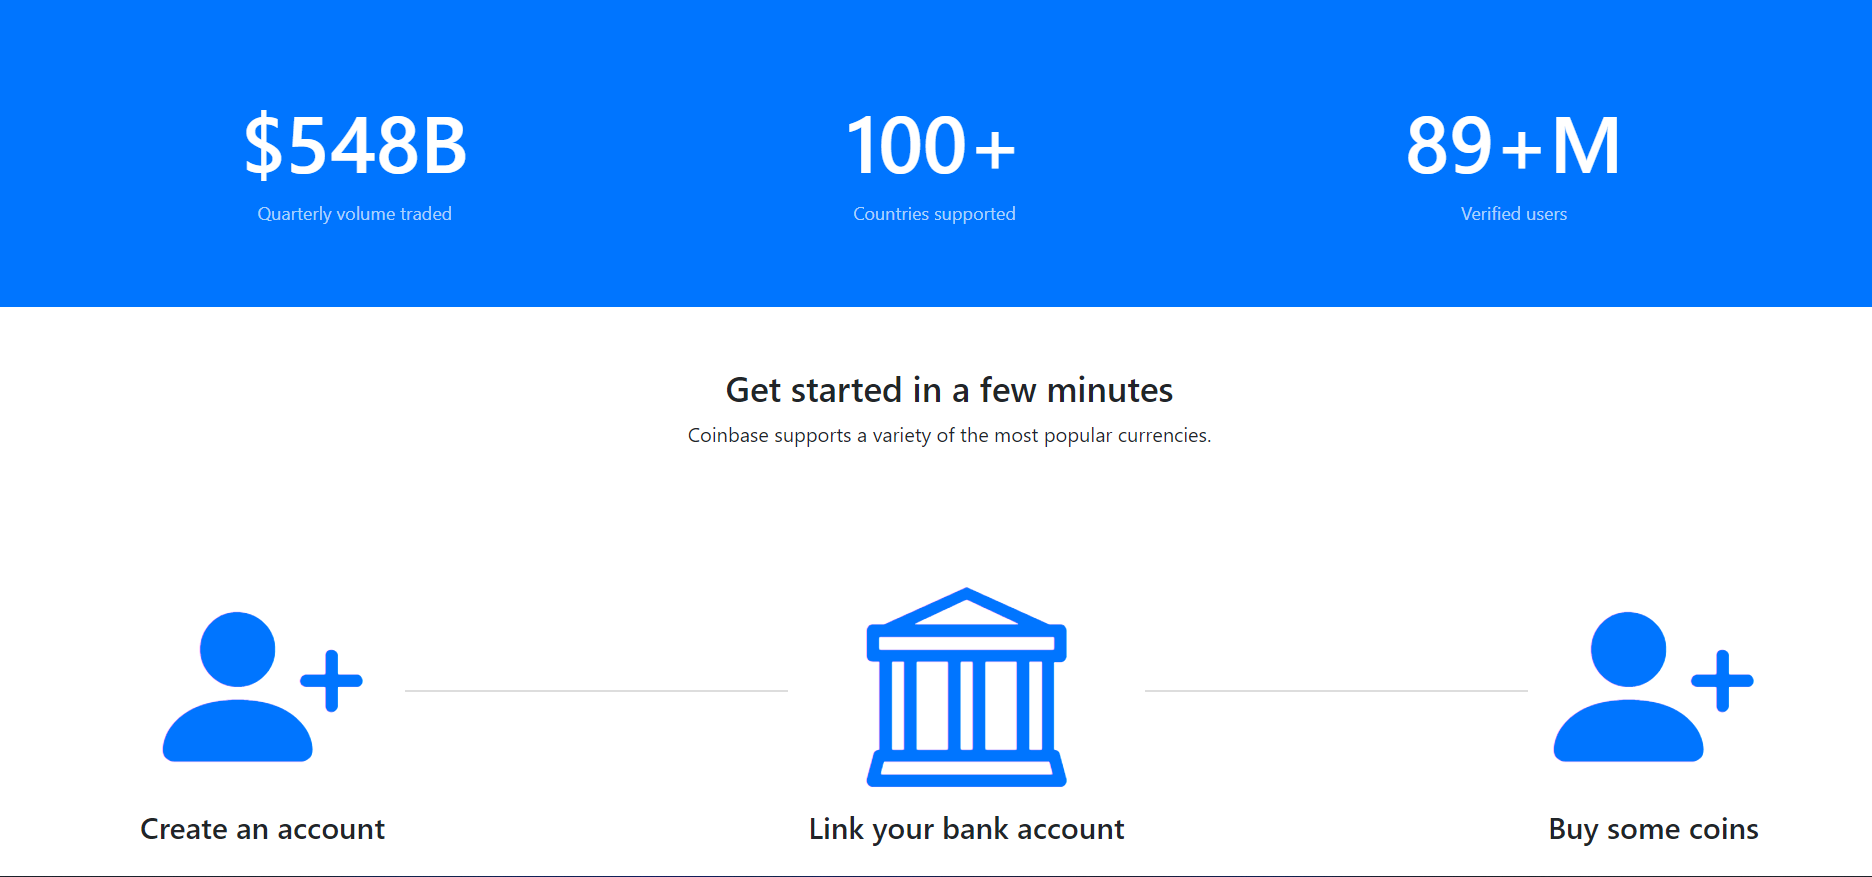 $548B
Quarterly volume traded
100+
Countries supported
89+M
Verified users
Get started in a few minutes
Coinbase supports a variety of the most popular currencies.
Create an account
Link your bank account
Buy some coins